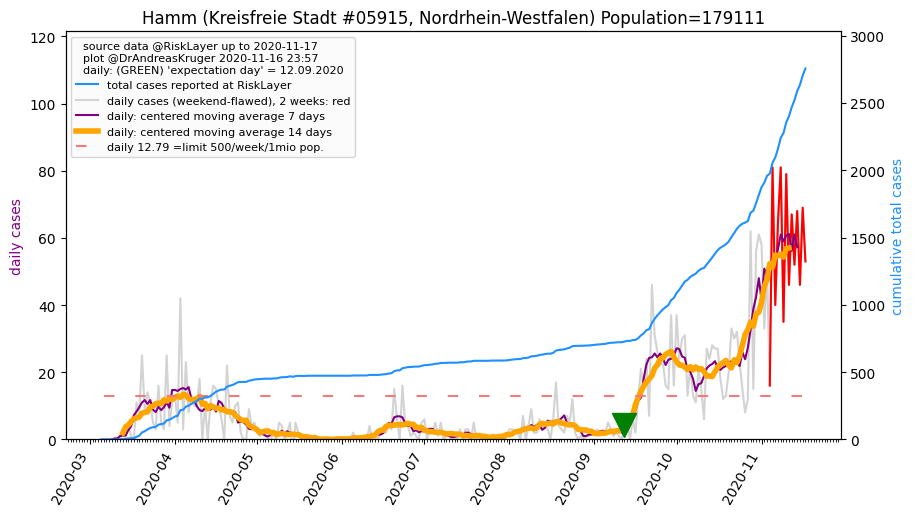 Hamm (Kreisfreie Stadt #05915, Nordrhein-Westfalen) Population=179111
source data @RiskLayer up to 2020-11-17
plot @DrAndreasKruger 2020-11-16 23:57
daily: (GREEN) 'expectation day' = 12.09.2020
total cases reported at RiskLayer
daily cases (weekend-flawed), 2 weeks: red
daily: centered moving average 7 days
daily: centered moving average 14 days
daily 12.79 =limit 500/week/1mio pop.
daily cases
120
100
80
60
40
20
0
cumulative total cases
3000
2500
2000
1500
1000
500
0
2020-03
2020-04
2020-05
2020-06
2020-07
2020-08
2020-09
2020-10
2020-11